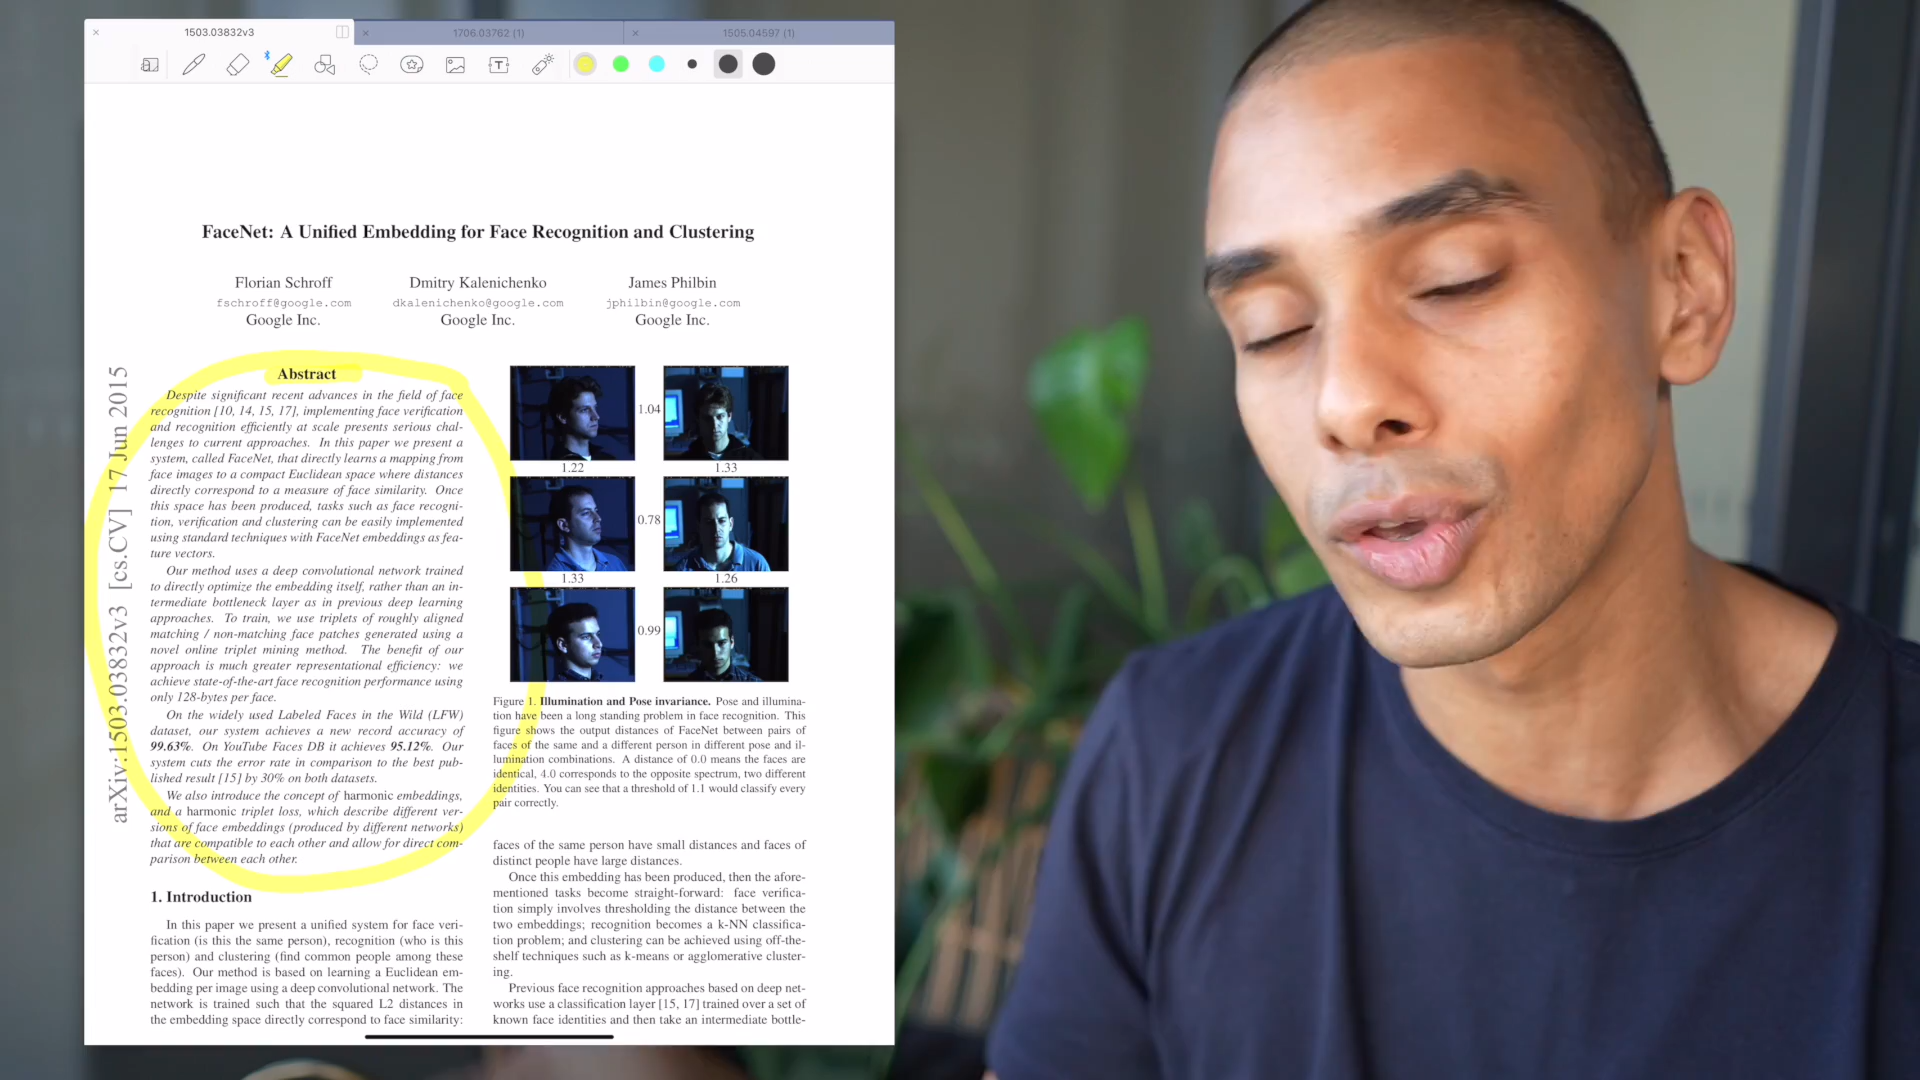 1503.03832v3
1706.03762 (1)
1505.04597 (1)
T
FaceNet: A Unified Embedding for Face Recognition and Clustering
Florian Schroff
fschroff@google.com
Google Inc.
Dmitry Kalenichenko
dkalenichenko@google.com
Google Inc.
James Philbin
jphilbin@google.com
Google Inc.
arXiv:1503.03832v3 [cs.CV] 17 Jun 2015
Abstract
Despite significant recent advances in the field of face
recognition [10, 14, 15, 17], implementing face verification
and recognition efficiently at scale presents serious chal-
lenges to current approaches. In this paper we present a
system, called FaceNet, that directly learns a mapping from
face images to a compact Euclidean space where distances
directly correspond to a measure of face similarity. Once
this space has been produced, tasks such as face recogni-
tion, verification and clustering can be easily implemented
using standard techniques with FaceNet embeddings as fea-
ture vectors.
Our method uses a deep convolutional network trained
to directly optimize the embedding itself, rather than an in-
termediate bottleneck layer as in previous deep learning
approaches. To train, we use triplets of roughly aligned
matching / non-matching face patches generated using a
novel online triplet mining method. The benefit of our
approach is much greater representational efficiency: we
achieve state-of-the-art face recognition performance using
only 128-bytes per face.
On the widely used Labeled Faces in the Wild (LFW)
dataset, our system achieves a new record accuracy of
99.63%. On YouTube Faces DB it achieves 95.12%. Our
system cuts the error rate in comparison to the best pub-
lished result [15] by 30% on both datasets.
We also introduce the concept of harmonic embeddings,
and a harmonic triplet loss, which describe different ver-
sions of face embeddings (produced by different networks)
that are compatible to each other and allow for direct com-
parison between each other.
1. Introduction
In this paper we present a unified system for face veri-
fication (is this the same person), recognition (who is this
person) and clustering (find common people among these
faces). Our method is based on learning a Euclidean em-
bedding per image using a deep convolutional network. The
network is trained such that the squared L2 distances in
the embedding space directly correspond to face similarity:
1.04
1.22 1.33
0.78
1.33 1.26
0.99
Figure 1. Illumination and Pose invariance. Pose and illumina-
tion have been a long standing problem in face recognition. This
figure shows the output distances of FaceNet between pairs of
faces of the same and a different person in different pose and il-
lumination combinations. A distance of 0.0 means the faces are
identical, 4.0 corresponds to the opposite spectrum, two different
identities. You can see that a threshold of 1.1 would classify every
pair correctly.
faces of the same person have small distances and faces of
distinct people have large distances.
Once this embedding has been produced, then the afore-
mentioned tasks become straight-forward: face verifica-
tion simply involves thresholding the distance between the
two embeddings; recognition becomes a k-NN classifica-
tion problem; and clustering can be achieved using off-the-
shelf techniques such as k-means or agglomerative cluster-
ing.
Previous face recognition approaches based on deep net-
works use a classification layer [15, 17] trained over a set of
known face identities and then take an intermediate bottle-